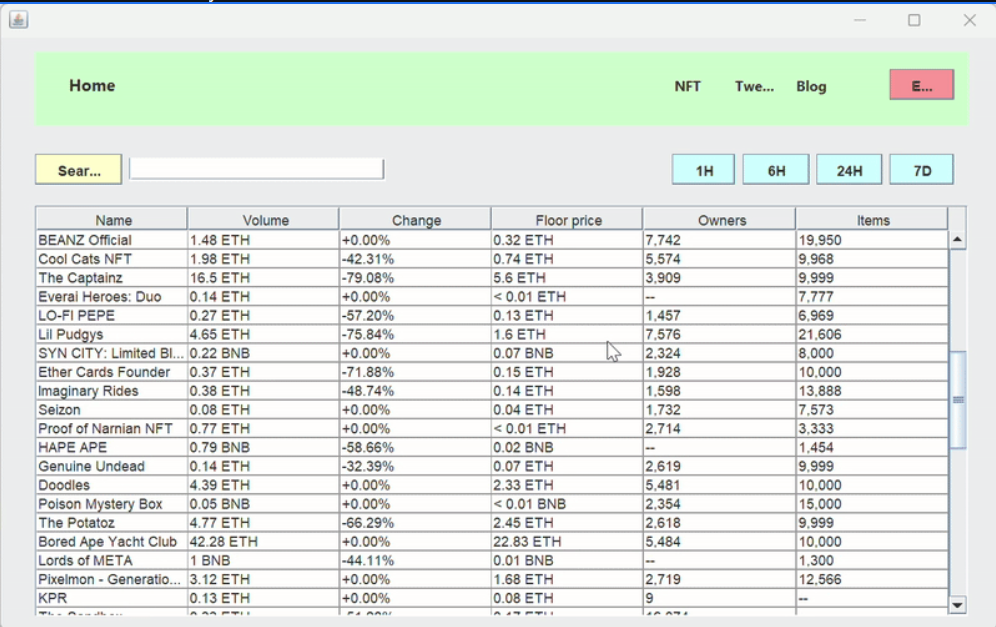 Home NFT Twe... Blog E...
Sear... 1H 6H 24H 7D
Name Volume Change Floor price Owners Items
BEANZ Official 1.48 ETH +0.00% 0.32 ETH 7,742 19,950
Cool Cats NFT 1.98 ETH -42.31% 0.74 ETH 5,574 9,968
The Captainz 16.5 ETH -79.08% 5.6 ETH 3,909 9,999
Everai Heroes: Duo 0.14 ETH +0.00% < 0.01 ETH -- 7,777
LO-FI PEPE 0.27 ETH -57.20% 0.13 ETH 1,457 6,969
Lil Pudgys 4.65 ETH -75.84% 1.6 ETH 7,576 21,606
SYN CITY: Limited Bl... 0.22 BNB +0.00% 0.07 BNB 2,324 8,000
Ether Cards Founder 0.37 ETH -71.88% 0.15 ETH 1,928 10,000
Imaginary Rides 0.38 ETH -48.74% 0.14 ETH 1,598 13,888
Seizon 0.08 ETH +0.00% 0.04 ETH 1,732 7,573
Proof of Narnian NFT 0.77 ETH +0.00% < 0.01 ETH 2,714 3,333
HAPE APE 0.79 BNB -58.66% 0.02 BNB -- 1,454
Genuine Undead 0.14 ETH -32.39% 0.07 ETH 2,619 9,999
Doodles 4.39 ETH +0.00% 2.33 ETH 5,481 10,000
Poison Mystery Box 0.05 BNB +0.00% < 0.01 BNB 2,354 15,000
The Potatoz 4.77 ETH -66.29% 2.45 ETH 2,618 9,999
Bored Ape Yacht Club 42.28 ETH +0.00% 22.83 ETH 5,484 10,000
Lords of META 1 BNB -44.11% 0.01 BNB -- 1,300
Pixelmon - Generatio... 3.12 ETH +0.00% 1.68 ETH 2,719 12,566
KPR 0.13 ETH +0.00% 0.08 ETH 9 --